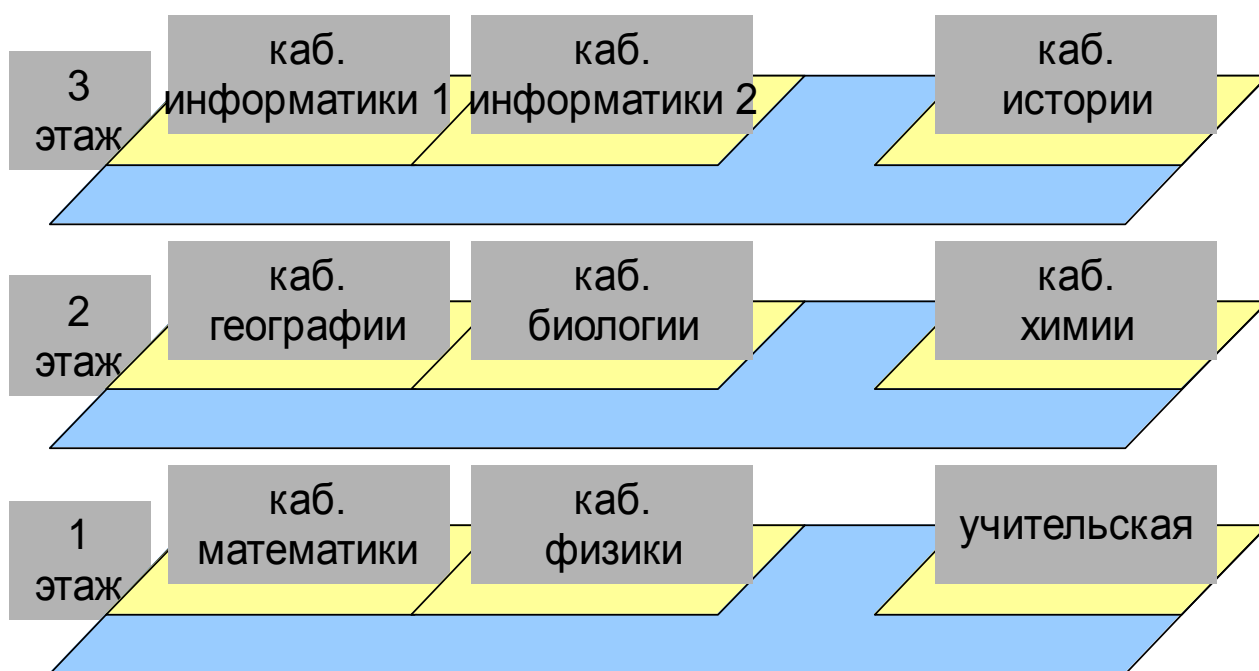 3
этаж
каб.
информатики 1
каб.
информатики 2
каб.
истории
2
этаж
каб.
географии
каб.
биологии
каб.
химии
1
этаж
каб.
математики
каб.
физики
учительская